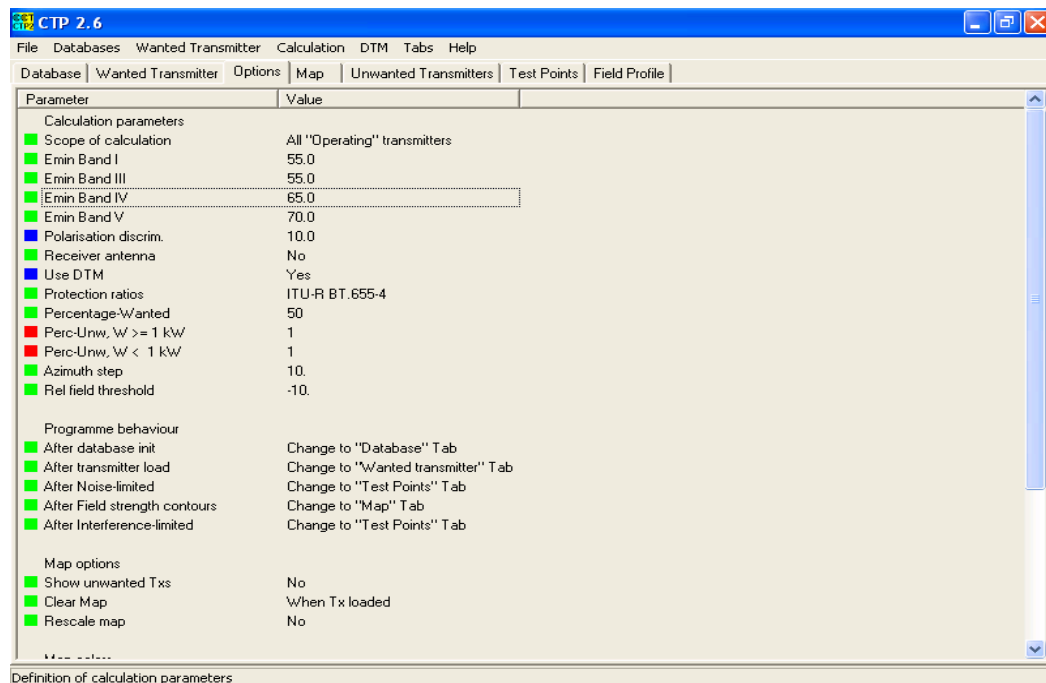 CTP 2.6
File Databases Wanted Transmitter Calculation DTM Tabs Help
Database Wanted Transmitter Options Map Unwanted Transmitters Test Points Field Profile
Parameter Value
Calculation parameters
Scope of calculation All "Operating" transmitters
Emin Band I 55.0
Emin Band III 55.0
Emin Band IV 65.0
Emin Band V 70.0
Polarisation discrim. 10.0
Receiver antenna No
Use DTM Yes
Protection ratios ITU-R BT.655-4
Percentage-Wanted 50
Perc-Unw, W >= 1 kW 1
Perc-Unw, W < 1 kW 1
Azimuth step 10.
Rel field threshold -10.
Programme behaviour
After database init Change to "Database" Tab
After transmitter load Change to "Wanted transmitter" Tab
After Noise-limited Change to "Test Points" Tab
After Field strength contours Change to "Map" Tab
After Interference-limited Change to "Test Points" Tab
Map options
Show unwanted Txs No
Clear Map When Tx loaded
Rescale map No
Definition of calculation parameters